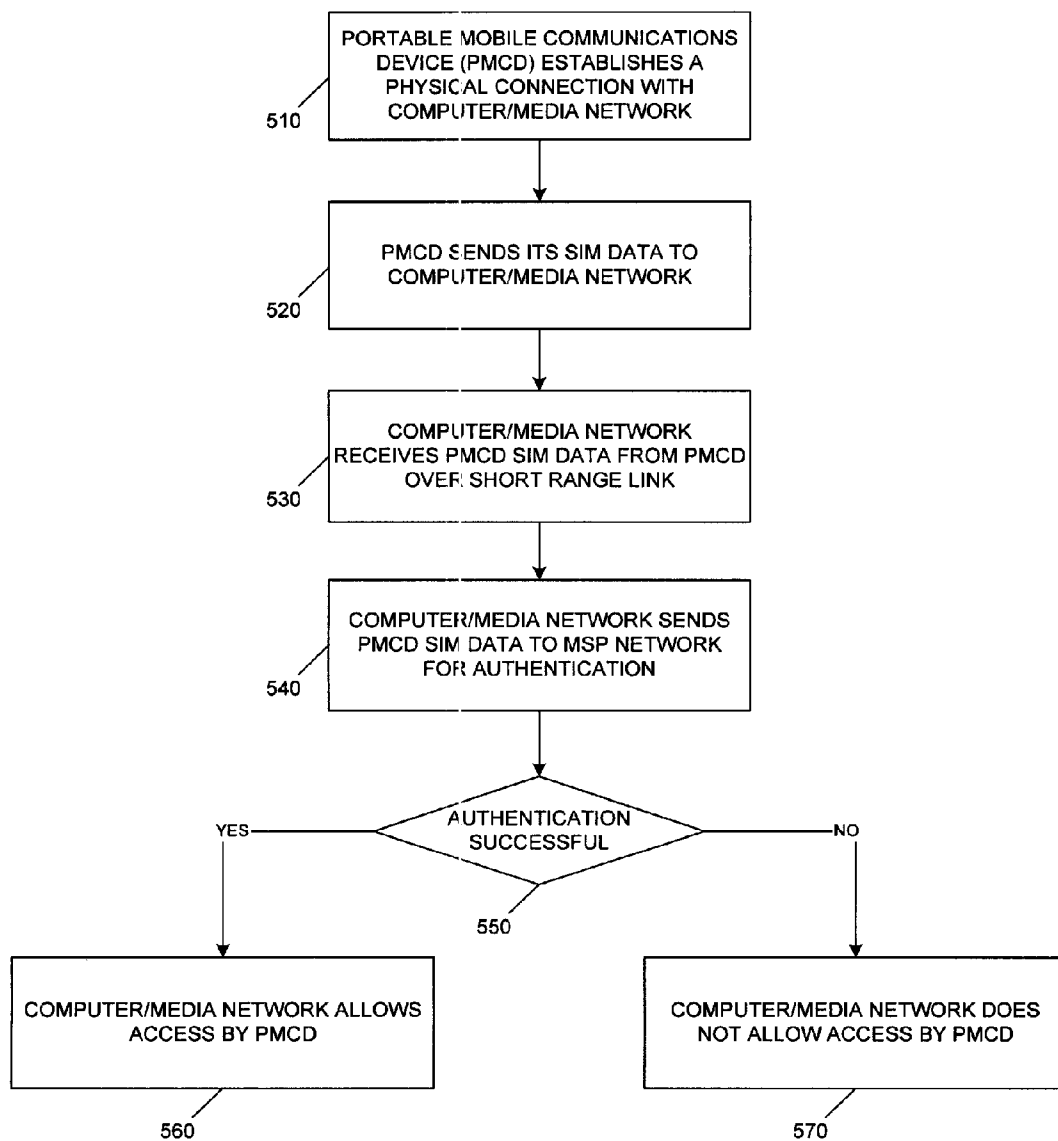 PORTABLE MOBILE COMMUNICATIONS
DEVICE (PMCD) ESTABLISHES A
PHYSICAL CONNECTION WITH
COMPUTER/MEDIA NETWORK
510
PMCD SENDS ITS SIM DATA TO
COMPUTER/MEDIA NETWORK
520
COMPUTER/MEDIA NETWORK
RECEIVES PMCD SIM DATA FROM PMCD
OVER SHORT RANGE LINK
530
COMPUTER/MEDIA NETWORK SENDS
PMCD SIM DATA TO MSP NETWORK
FOR AUTHENTICATION
540
YES
AUTHENTICATION
SUCCESSFUL
NO
550
COMPUTER/MEDIA NETWORK ALLOWS
ACCESS BY PMCD
COMPUTER/MEDIA NETWORK DOES
NOT ALLOW ACCESS BY PMCD
560
570